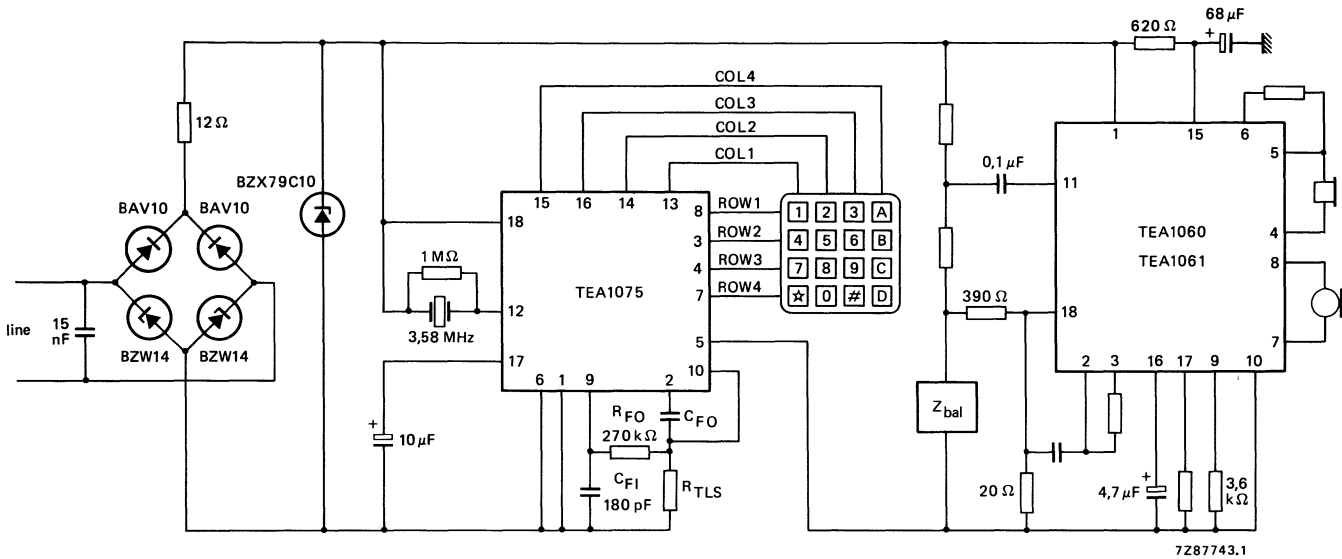 620 Ω
68 μF
+
COL4
COL3
COL2
COL1
12 Ω
BZX79C10
BAV10
BAV10
BZW14
BZW14
line
15
nF
15
16
14
13
18
12
17
6
1
9
2
8
3
4
7
5
10
TEA1075
1 MΩ
3,58 MHz
+
10 μF
ROW1
ROW2
ROW3
ROW4
1 2 3 A
4 5 6 B
7 8 9 C
☆ 0 # D
R FO
270 kΩ
C FO
C FI
180 pF
R TLS
0,1 μF
390 Ω
Z bal
20 Ω
1
15
6
11
5
4
8
7
18
2
3
16
17
9
10
TEA1060
TEA1061
+
4,7 μF
3,6
kΩ
7Z87743.1